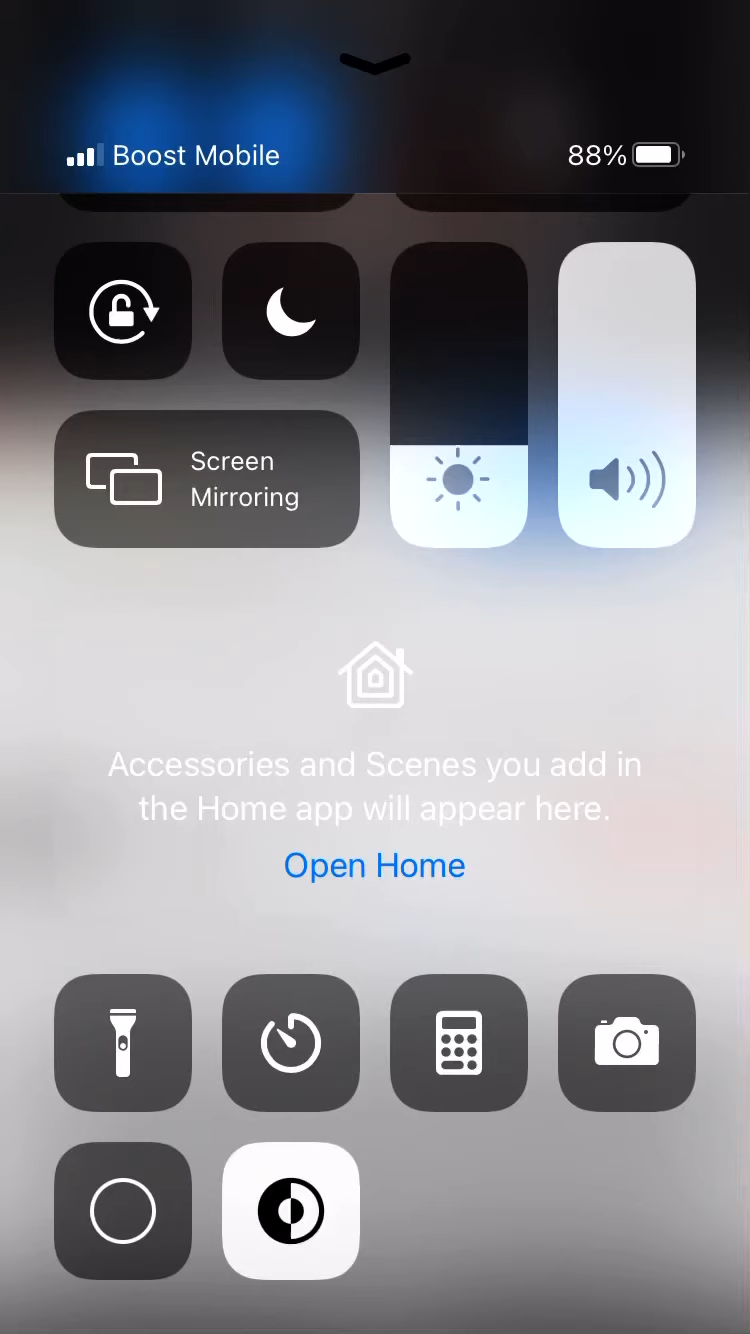 Boost Mobile 88%
Screen
Mirroring
Accessories and Scenes you add in
the Home app will appear here.
Open Home